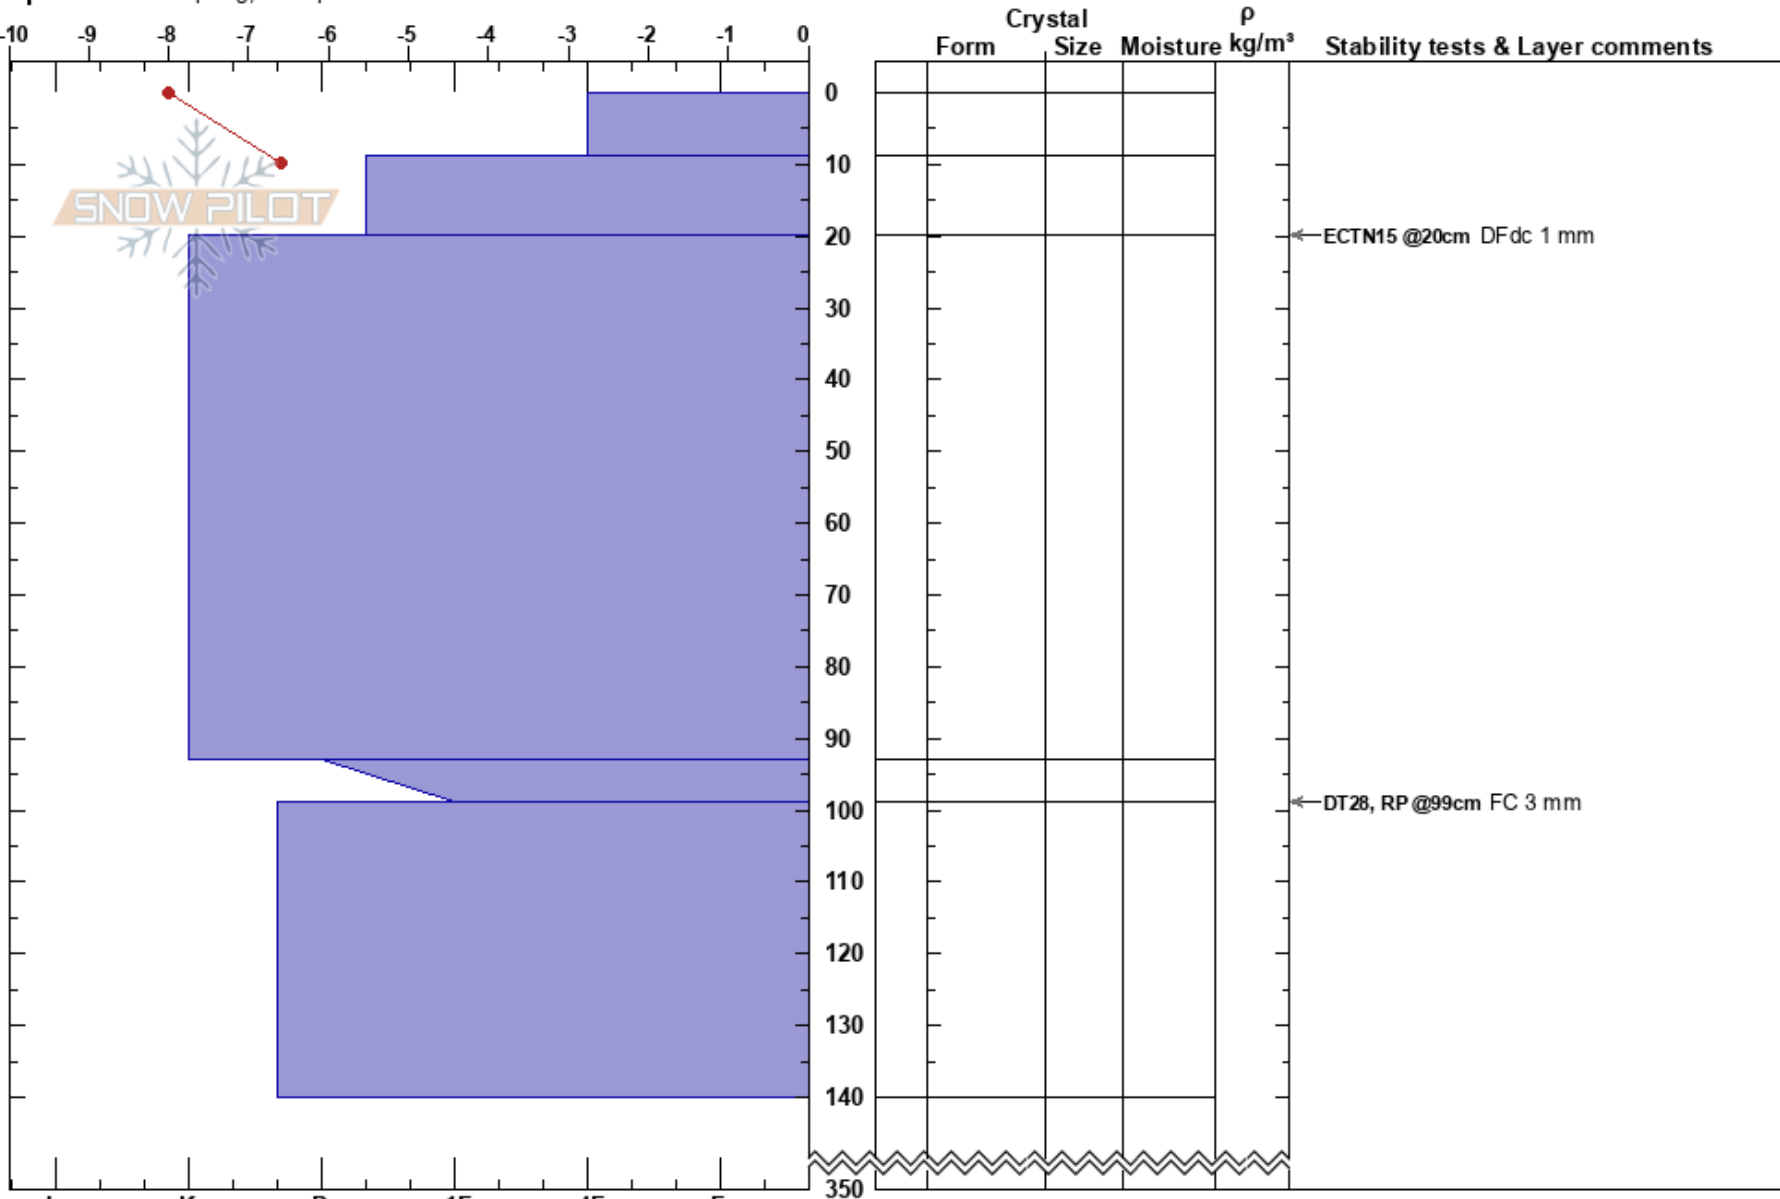 Crystal ρ
-10 -9 -8 -7 -6 -5 -4 -3 -2 -1 0
Form Size Moisture kg/m³ Stability tests & Layer comments
0
SNOW PILOT
10
20
ECTN15 @20cm DFdc 1 mm
30
40
50
60
70
80
90
100
DT28, RP @99cm FC 3 mm
110
120
130
140
350